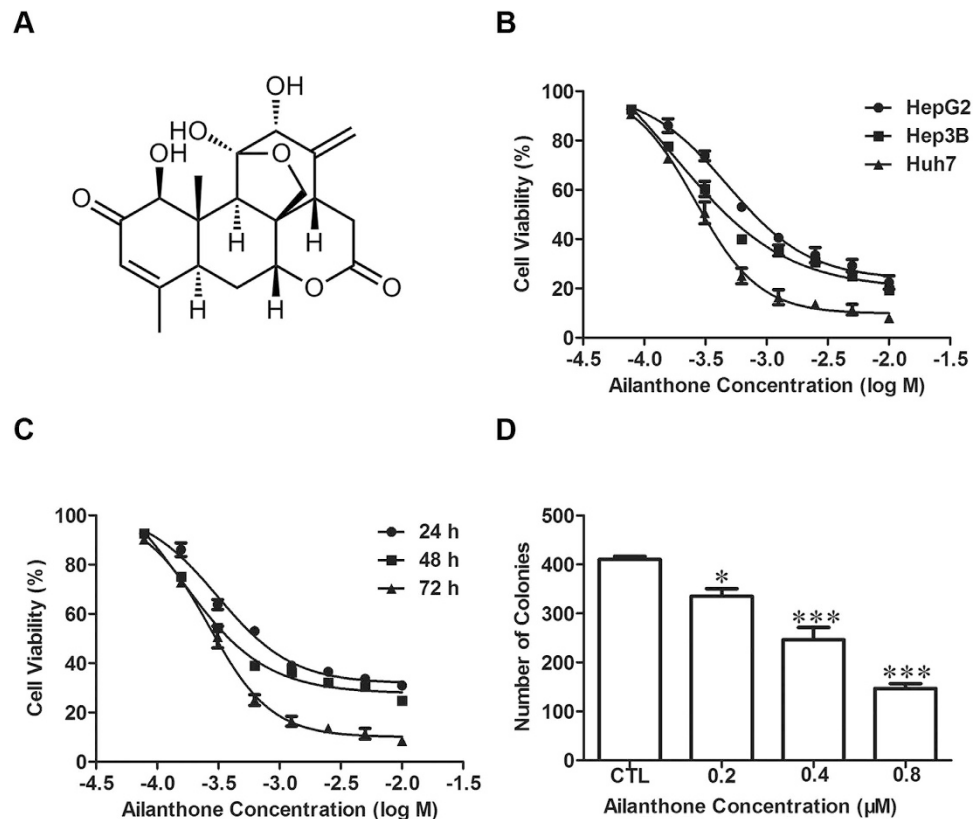 A
OH
HO
OH
O
O
H
H
H
H
O
O
B
100
80
60
40
20
0
Cell Viability (%)
HepG2
Hep3B
Huh7
-4.5 -4.0 -3.5 -3.0 -2.5 -2.0 -1.5
Ailanthone Concentration (log M)
C
100
80
60
40
20
0
Cell Viability (%)
24 h
48 h
72 h
-4.5 -4.0 -3.5 -3.0 -2.5 -2.0 -1.5
Ailanthone Concentration (log M)
D
500
400
300
200
100
0
Number of Colonies
*
***
***
CTL 0.2 0.4 0.8
Ailanthone Concentration (µM)